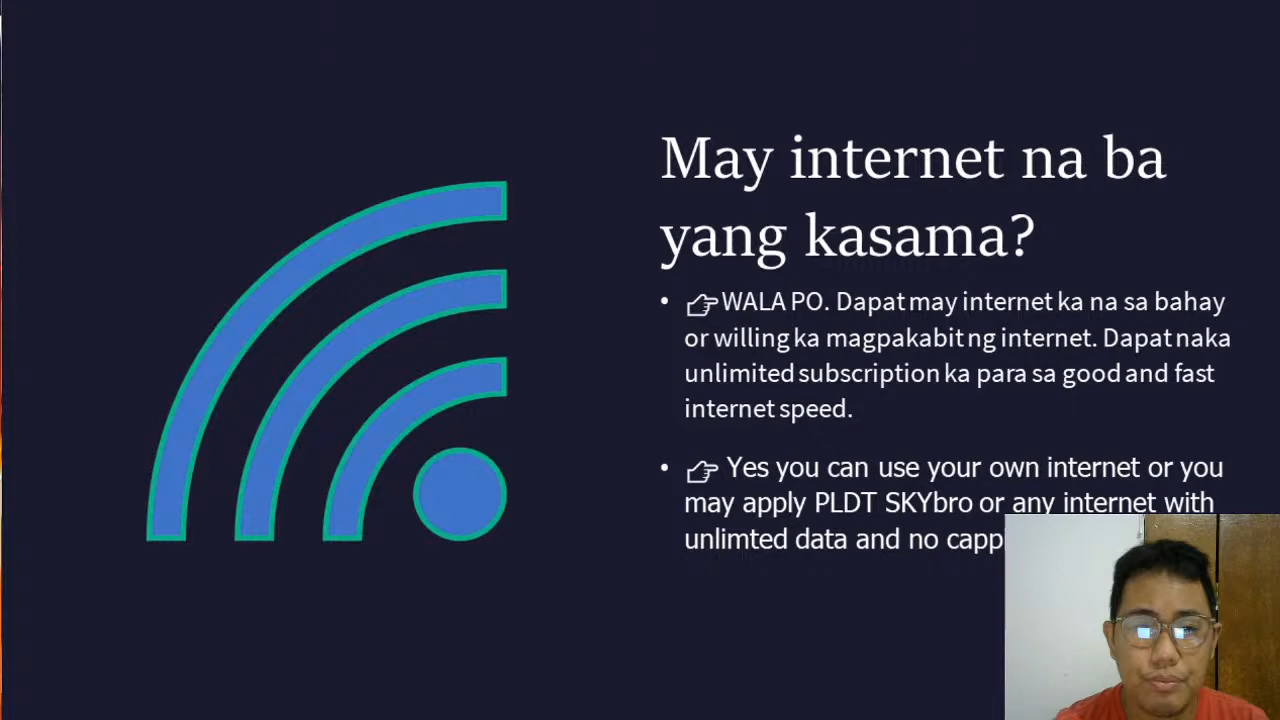 May internet na ba
yang kasama?
• 👉WALA PO. Dapat may internet ka na sa bahay
or willing ka magpakabit ng internet. Dapat naka
unlimited subscription ka para sa good and fast
internet speed.
• 👉 Yes you can use your own internet or you
may apply PLDT SKYbro or any internet with
unlimted data and no